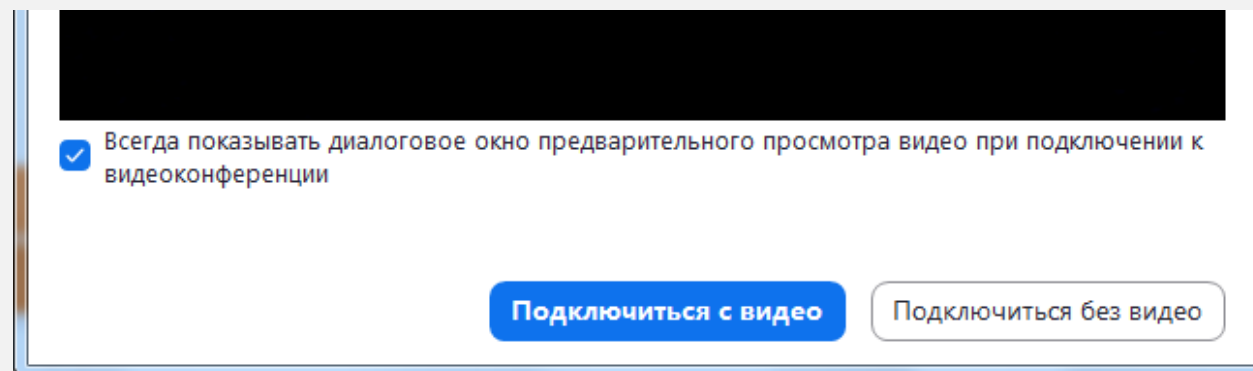 Всегда показывать диалоговое окно предварительного просмотра видео при подключении к
видеоконференции
Подключиться с видео
Подключиться без видео